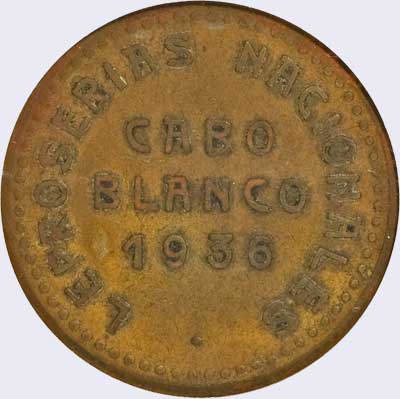 LEPROSERIAS NACIONALES
CABO
BLANCO
1936